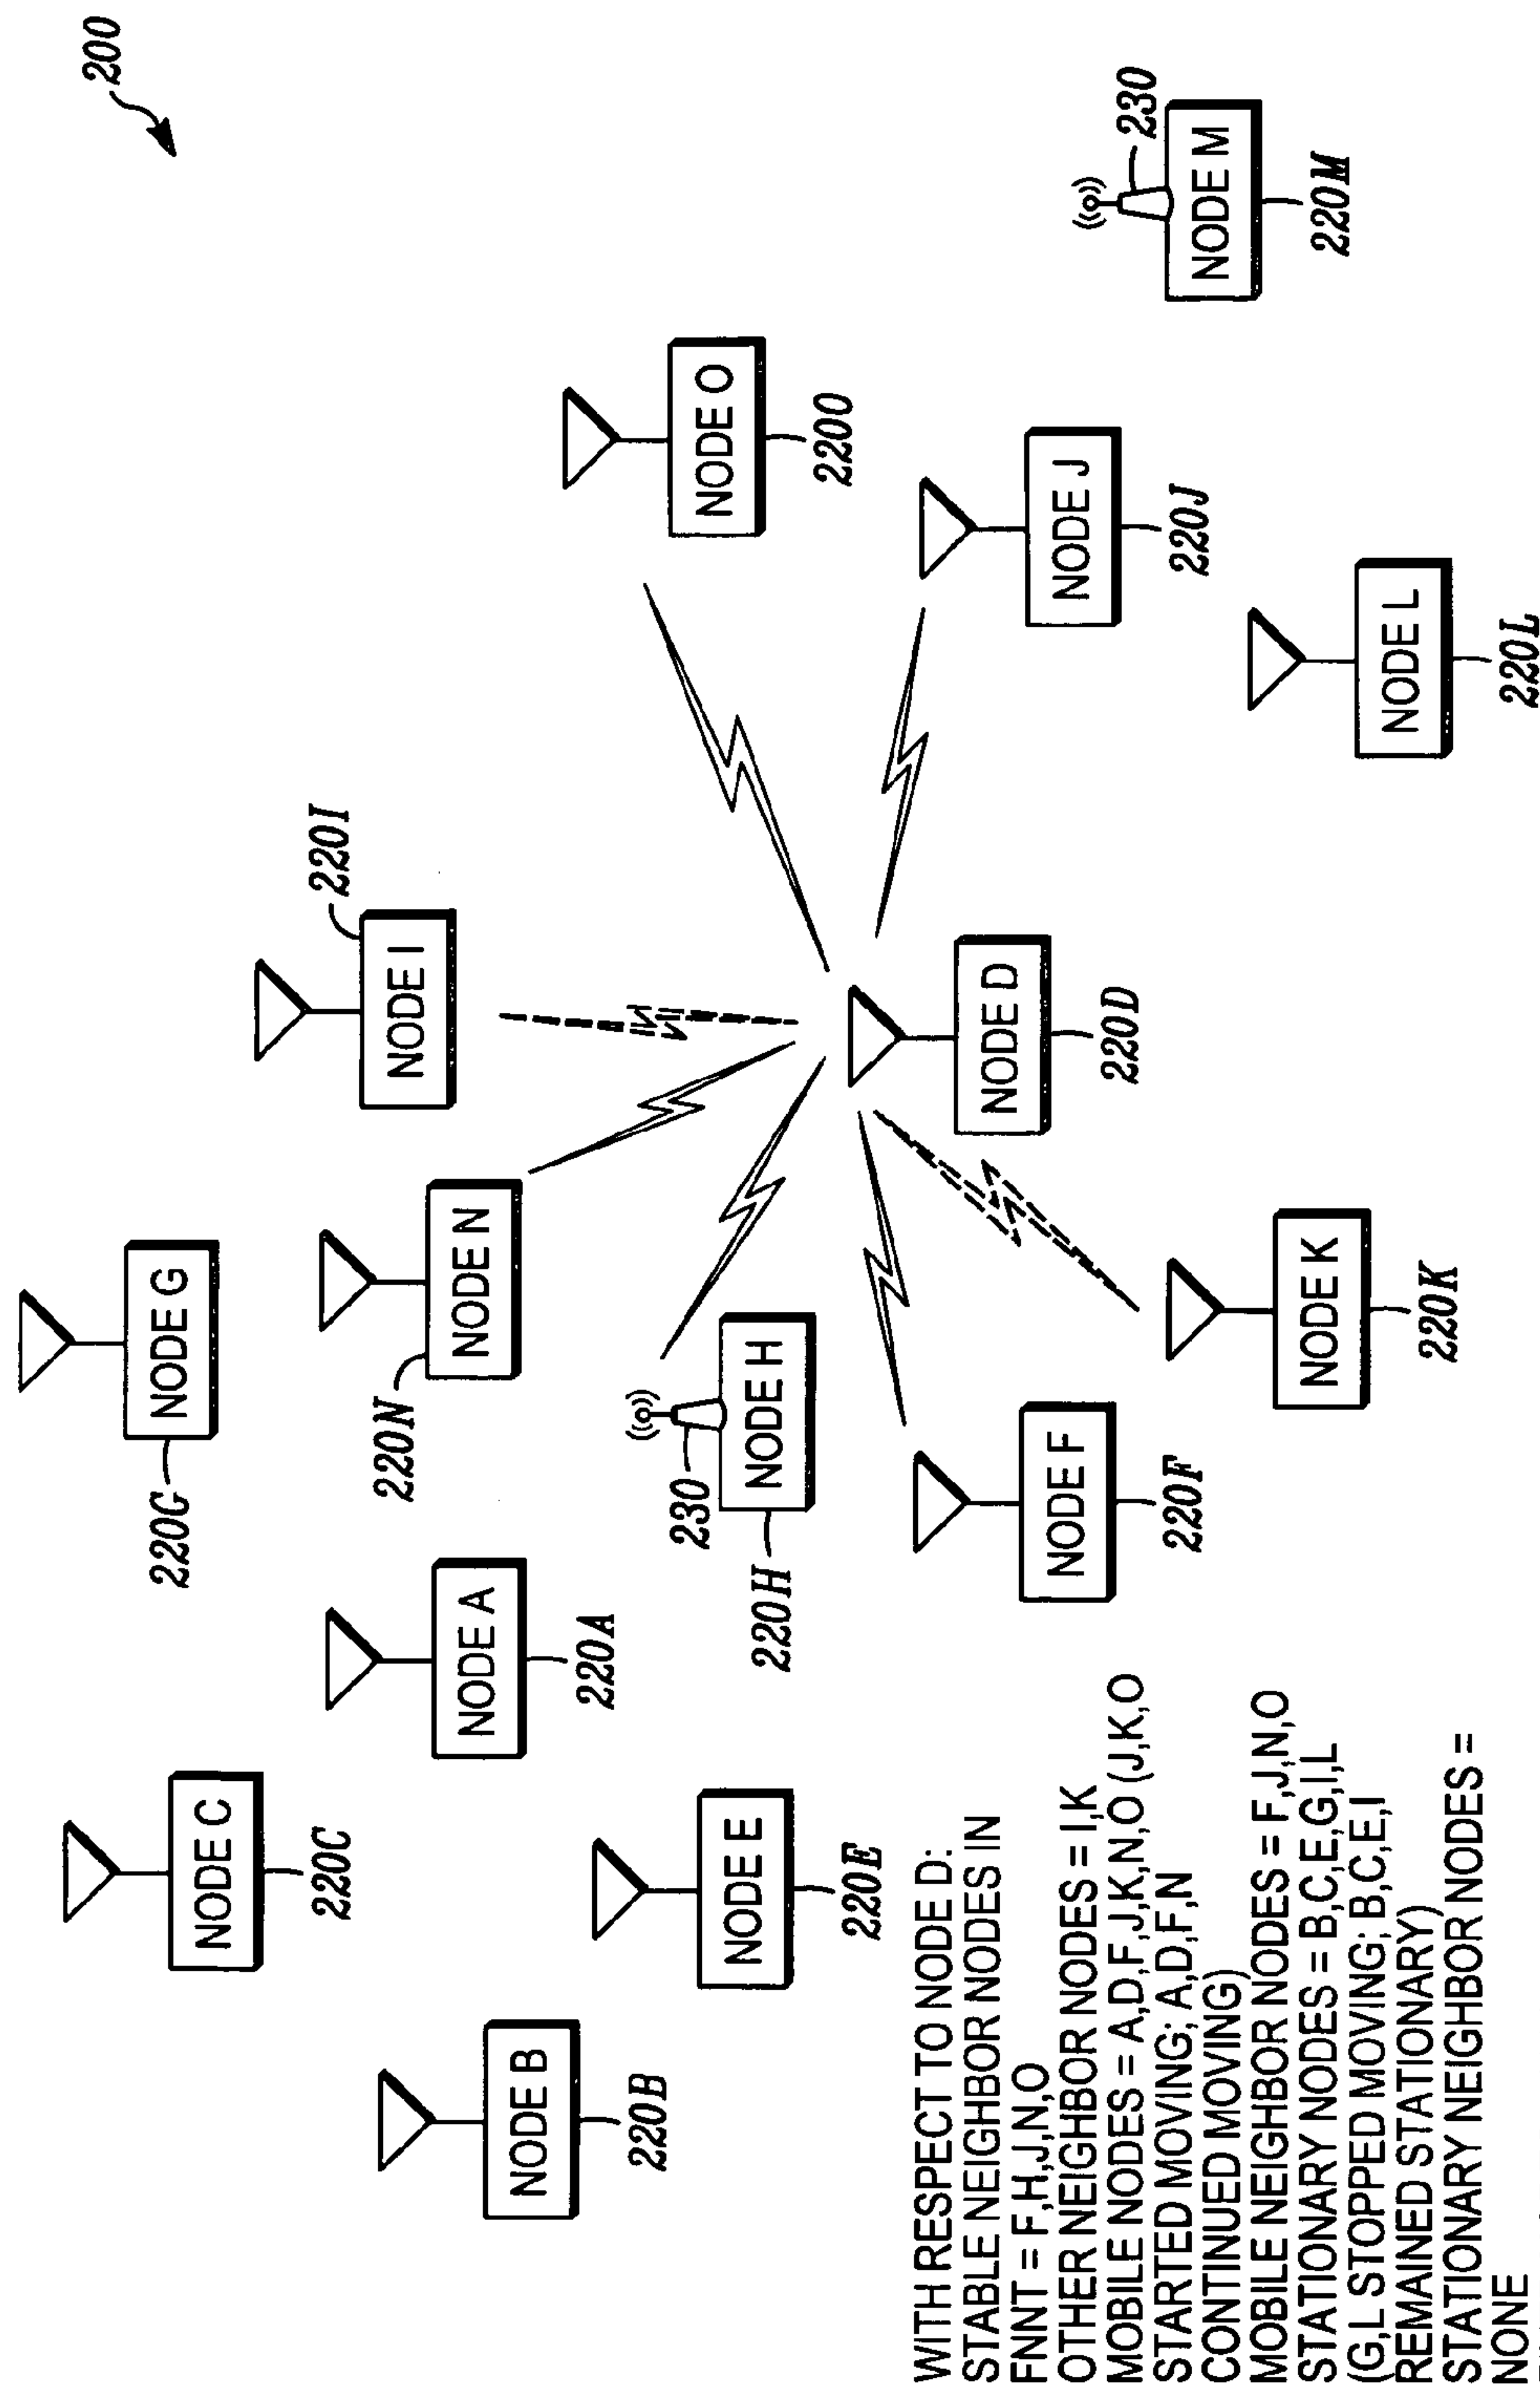 200
NODE G
220G
NODE C
220C
NODE I
220I
NODE N
220N
NODE A
220A
NODE B
220B
NODE O
220O
NODE E
220E
230
NODE H
220H
NODE D
220D
NODE J
220J
NODE F
220F
230
NODE M
220M
NODE K
220K
NODE L
220L
WITH RESPECT TO NODE D:
STABLE NEIGHBOR NODES IN
FNNT = F,H,J,N,O
OTHER NEIGHBOR NODES = I,K
MOBILE NODES = A,D,F,J,K,N,O (J,K,O
STARTED MOVING; A,D,F,N
CONTINUED MOVING)
MOBILE NEIGHBOR NODES = F,J,N,O
STATIONARY NODES = B,C,E,G,I,L
(G,L STOPPED MOVING; B,C,E,I
REMAINED STATIONARY)
STATIONARY NEIGHBOR NODES =
NONE